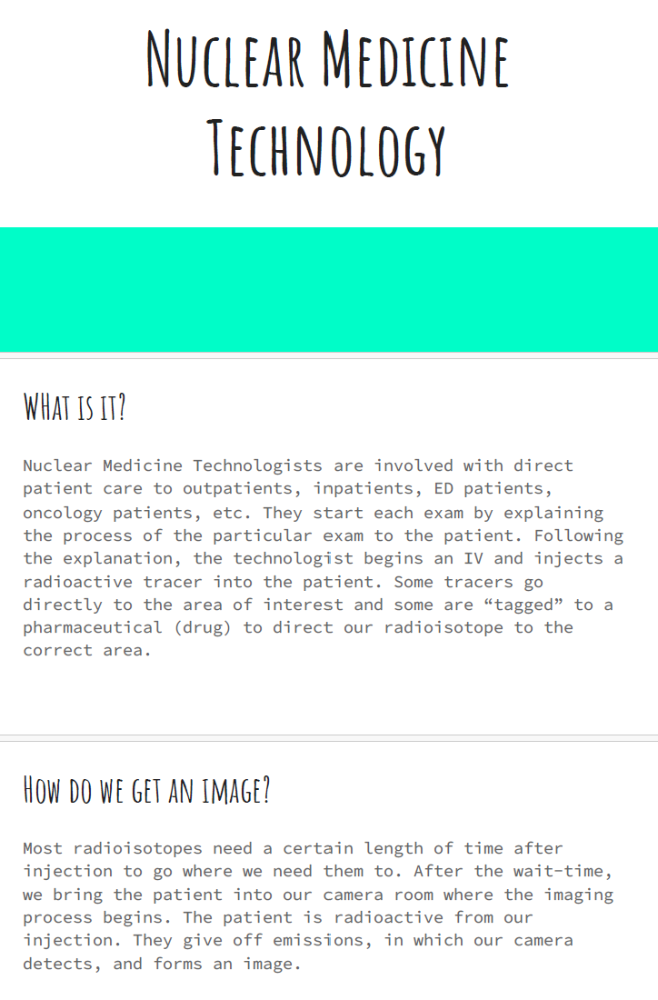 Nuclear Medicine
Technology
What is it?
Nuclear Medicine Technologists are involved with direct
patient care to outpatients, inpatients, ED patients,
oncology patients, etc. They start each exam by explaining
the process of the particular exam to the patient. Following
the explanation, the technologist begins an IV and injects a
radioactive tracer into the patient. Some tracers go
directly to the area of interest and some are “tagged” to a
pharmaceutical (drug) to direct our radioisotope to the
correct area.
How do we get an image?
Most radioisotopes need a certain length of time after
injection to go where we need them to. After the wait-time,
we bring the patient into our camera room where the imaging
process begins. The patient is radioactive from our
injection. They give off emissions, in which our camera
detects, and forms an image.